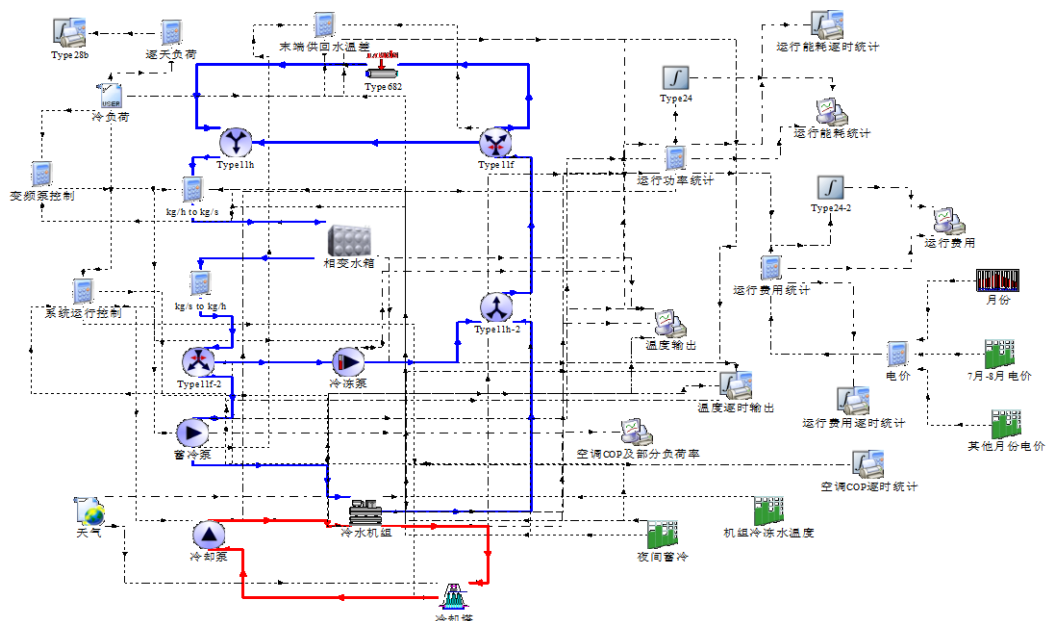 Type28b
逐天负荷
末端供回水温差
运行能耗逐时统计
USER
冷负荷
Type682
Type24
运行能耗统计
Type11h
Type11f
运行功率统计
变频泵控制
kg/h to kg/s
Type24-2
运行费用
相变水箱
运行费用统计
月份
系统运行控制
kg/s to kg/h
Type11h-2
温度输出
Type11f-2
冷冻泵
电价
7月-8月电价
温度逐时输出
运行费用逐时统计
其他月份电价
蓄冷泵
空调COP及部分负荷率
空调COP逐时统计
天气
冷却泵
冷水机组
夜间蓄冷
机组冷冻水温度
冷却塔